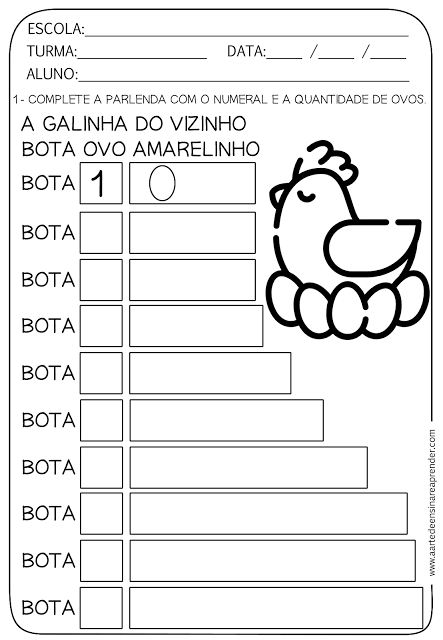 ESCOLA:
TURMA: DATA: / /
ALUNO:
1- COMPLETE A PARLENDA COM O NUMERAL E A QUANTIDADE DE OVOS.
A GALINHA DO VIZINHO
BOTA OVO AMARELINHO
BOTA 1
BOTA
BOTA
BOTA
BOTA
BOTA
BOTA
BOTA
BOTA
BOTA
www.aartedeensinareaprender.com